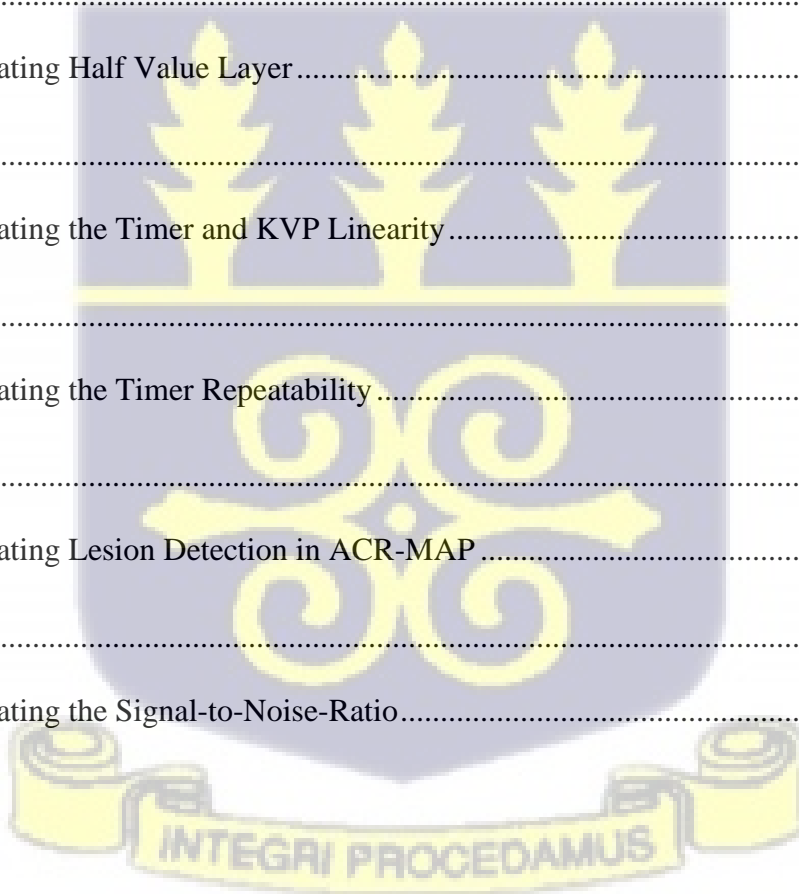 ................................................................................
ating Half Value Layer................................................................
................................................................................
ating the Timer and KVP Linearity.............................................
................................................................................
ating the Timer Repeatability......................................................
................................................................................
ating Lesion Detection in ACR-MAP........................................
................................................................................
ating the Signal-to-Noise-Ratio..................................................
INTEGRI PROCEDAMUS